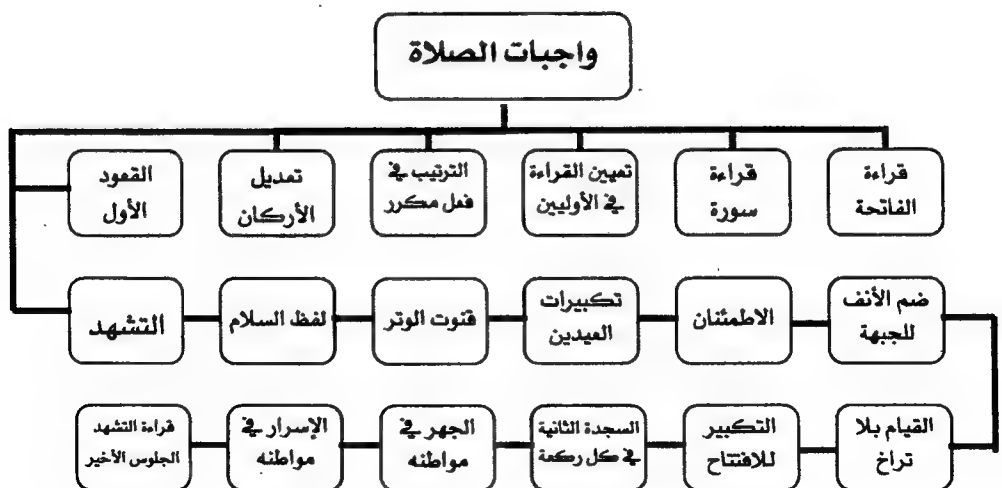 واجبات الصلاة
قراءة
الفاتحة
قراءة
سورة
تعيين القراءة
في الأوليين
الترتيب في
فعل مكرر
تعديل
الأركان
القعود
الأول
التشهد
لفظ السلام
قنوت الوتر
تكبيرات
العيدين
الاطمئنان
ضم الأنف
للجبهة
القيام بلا
تراخ
التكبير
للافتتاح
السجدة الثانية
في كل ركعة
الجهر في
مواطنه
الإسرار في
مواطنه
قراءة التشهد
الجلوس الأخير